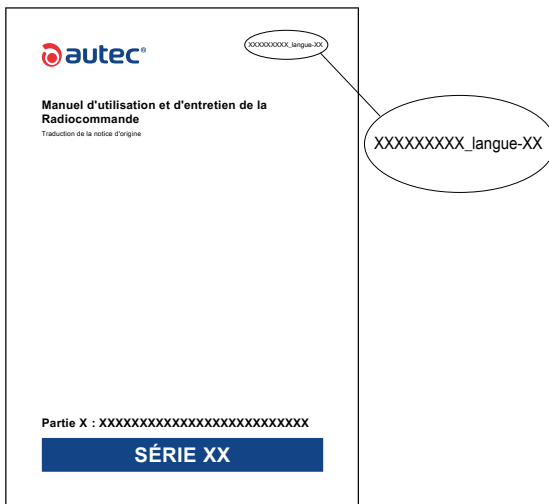 autec®
XXXXXXXXX_langue-XX
Manuel d'utilisation et d'entretien de la
Radiocommande
Traduction de la notice d'origine
XXXXXXXXX_langue-XX
Partie X : XXXXXXXXXXXXXXXXXXXXXXXXXX
SÉRIE XX